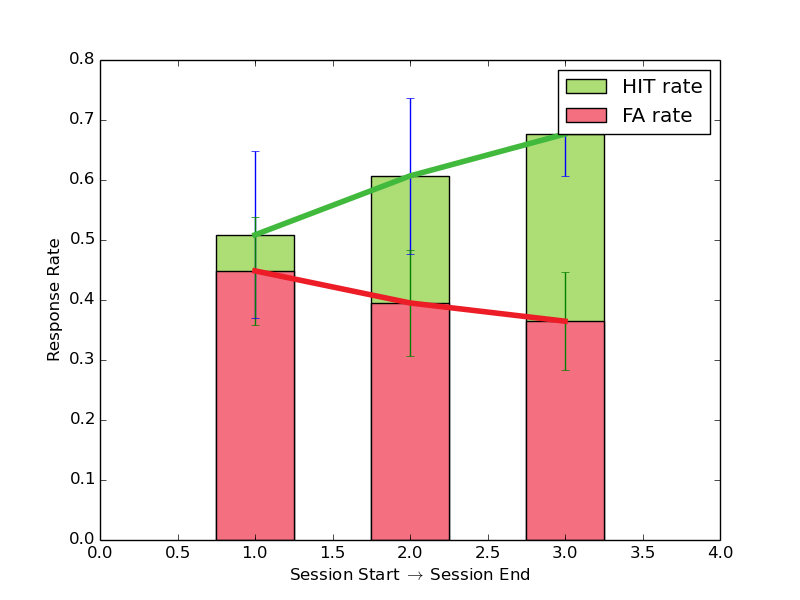 0.8
0.7
0.6
0.5
0.4
0.3
0.2
0.1
0.0
Response Rate
HIT rate
FA rate
0.0 0.5 1.0 1.5 2.0 2.5 3.0 3.5 4.0
Session Start → Session End